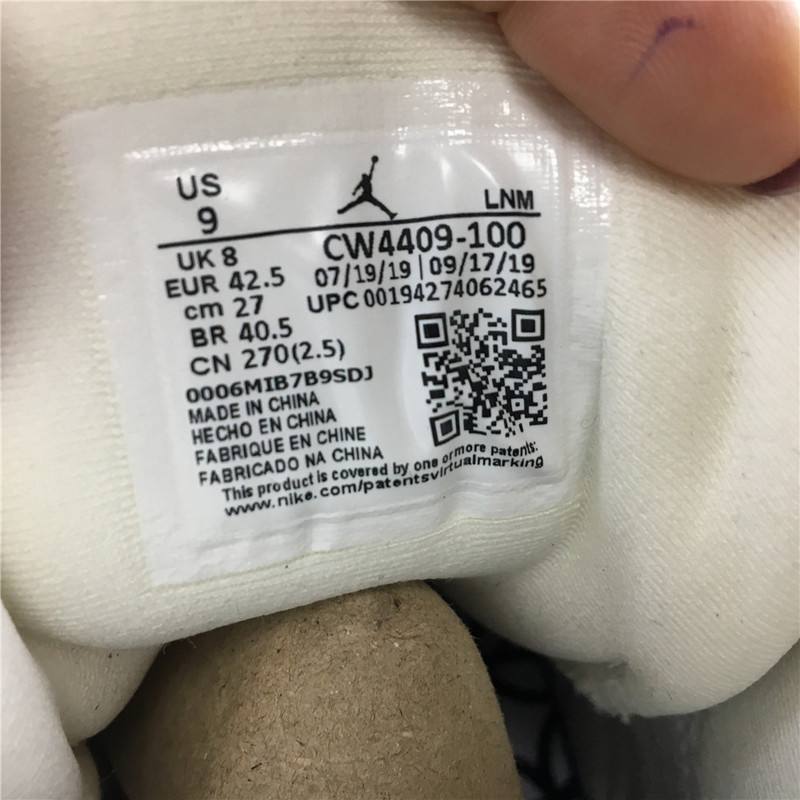 US
9
LNM
UK 8
EUR 42.5
cm 27
BR 40.5
CN 270(2.5)
CW4409-100
07/19/19 | 09/17/19
UPC 00194274062465
0006MIB7B9SDJ
MADE IN CHINA
HECHO EN CHINA
FABRIQUE EN CHINE
FABRICADO NA CHINA
This product is covered by one or more patents:
www.nike.com/patentsvirtualmarking